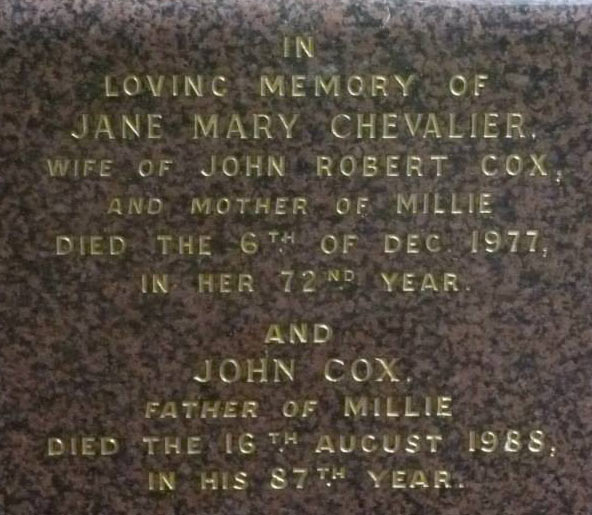 IN
LOVING MEMORY OF
JANE MARY CHEVALIER,
WIFE OF JOHN ROBERT COX,
AND MOTHER OF MILLIE
DIED THE 6TH OF DEC. 1977,
IN HER 72ND YEAR.
AND
JOHN COX,
FATHER OF MILLIE
DIED THE 16TH AUGUST 1988,
IN HIS 87TH YEAR.